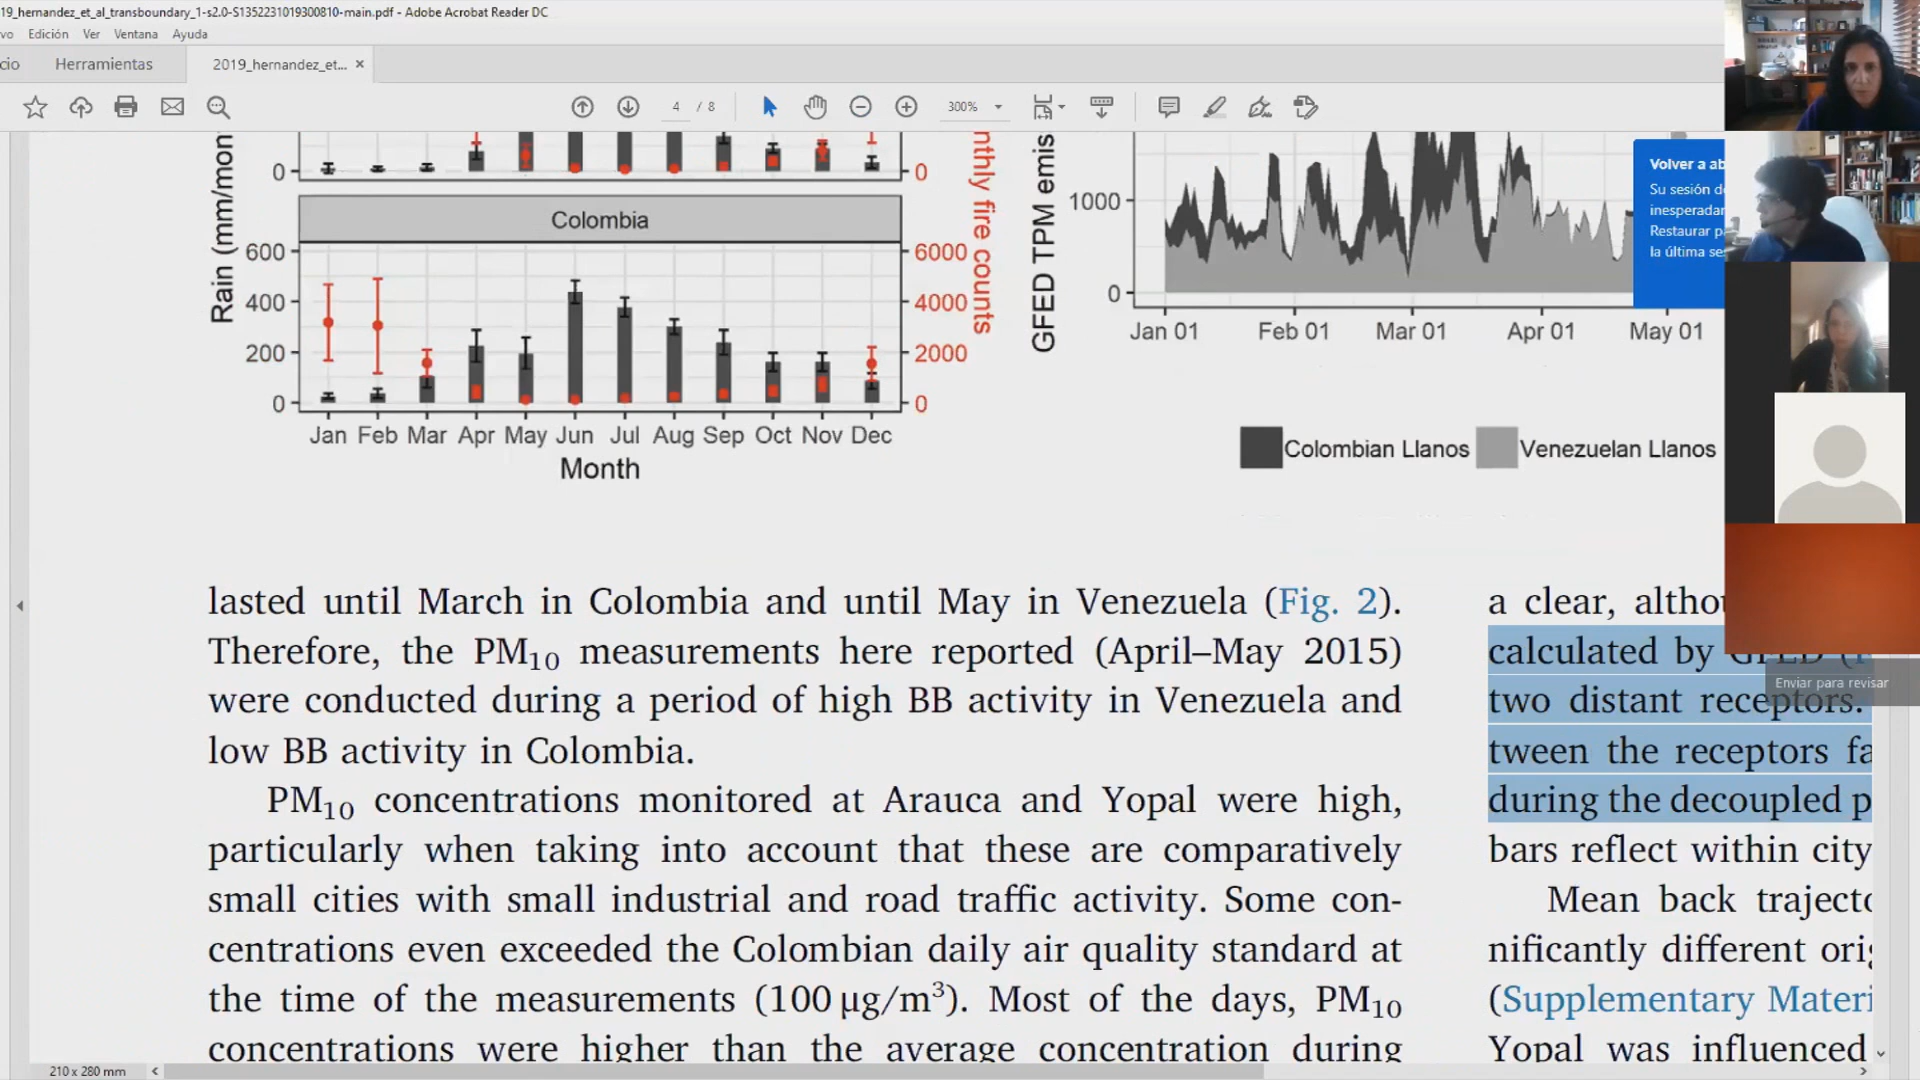 19_hernandez_et_al_transboundary_1-s2.0-S1352231019300810-main.pdf - Adobe Acrobat Reader DC
vo Edición Ver Ventana Ayuda
cio Herramientas 2019_hernandez_et... ×
4 / 8 300%
Rain (mm/mon
0
0
nthly fire counts
Colombia
600
400
200
0
6000
4000
2000
0
Jan Feb Mar Apr May Jun Jul Aug Sep Oct Nov Dec
Month
GFED TPM emis
1000
0
Jan 01 Feb 01 Mar 01 Apr 01 May 01
Colombian Llanos Venezuelan Llanos
Volver a ab
Su sesión d
inesperadar
Restaurar p
la última se
lasted until March in Colombia and until May in Venezuela (Fig. 2).
Therefore, the PM10 measurements here reported (April–May 2015)
were conducted during a period of high BB activity in Venezuela and
low BB activity in Colombia.
PM10 concentrations monitored at Arauca and Yopal were high,
particularly when taking into account that these are comparatively
small cities with small industrial and road traffic activity. Some con-
centrations even exceeded the Colombian daily air quality standard at
the time of the measurements (100 μg/m3). Most of the days, PM10
concentrations were higher than the average concentration during
a clear, althou
calculated by GFED (
two distant receptors.
tween the receptors fa
during the decoupled p
bars reflect within city
Mean back trajecto
nificantly different orig
(Supplementary Materi
Yopal was influenced
Enviar para revisar
210 x 280 mm